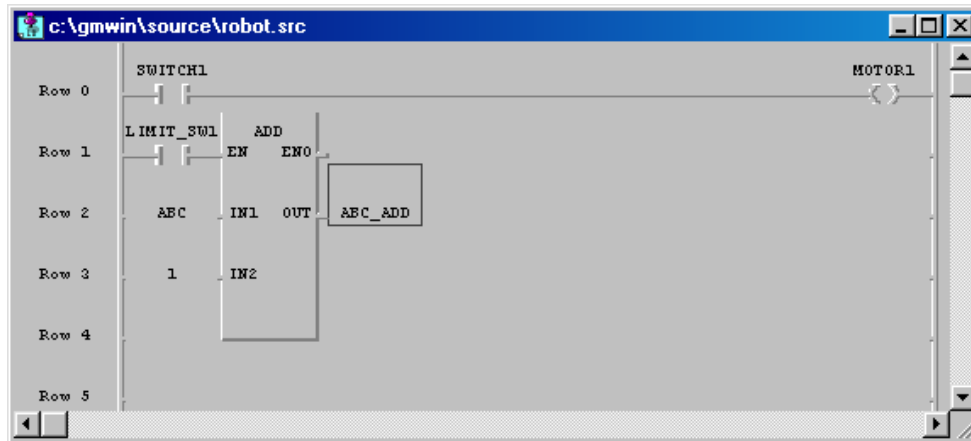 c:\gmwin\source\robot.src
SWITCH1 MOTOR1
Row 0
LIMIT_SW1 ADD
Row 1 EN ENO
Row 2 ABC IN1 OUT ABC_ADD
Row 3 1 IN2
Row 4
Row 5